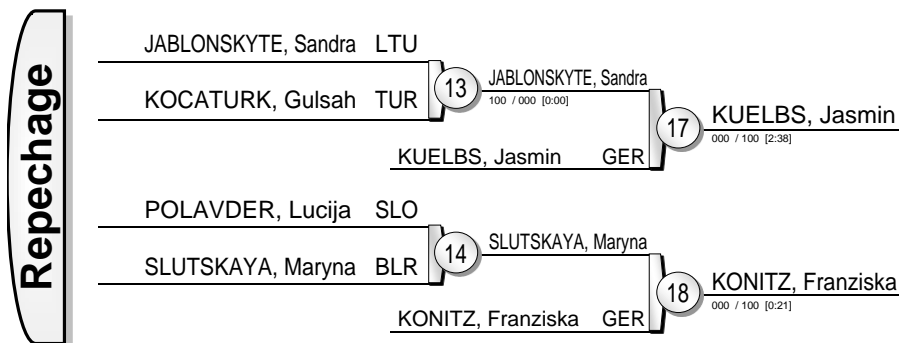 Repechage
JABLONSKYTE, Sandra LTU
KOCATURK, Gulsah TUR
13
JABLONSKYTE, Sandra
100 / 000 [0:00]
KUELBS, Jasmin GER
17
KUELBS, Jasmin
000 / 100 [2:38]
POLAVDER, Lucija SLO
SLUTSKAYA, Maryna BLR
14
SLUTSKAYA, Maryna
KONITZ, Franziska GER
18
KONITZ, Franziska
000 / 100 [0:21]